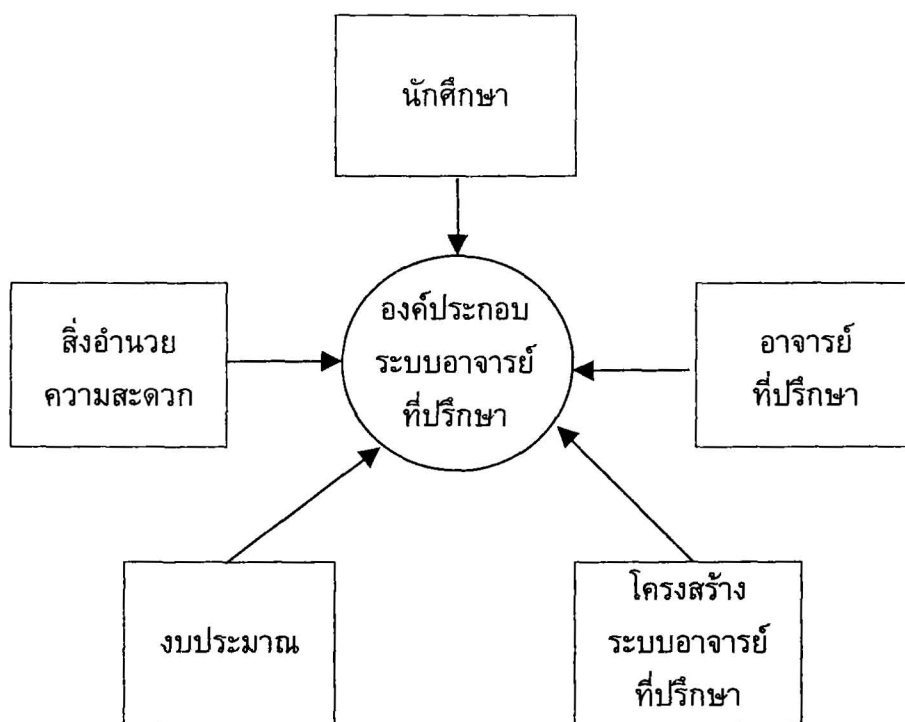 นักศึกษา
องค์ประกอบ
ระบบอาจารย์
ที่ปรึกษา
สิ่งอำนวย
ความสะดวก
อาจารย์
ที่ปรึกษา
งบประมาณ
โครงสร้าง
ระบบอาจารย์
ที่ปรึกษา